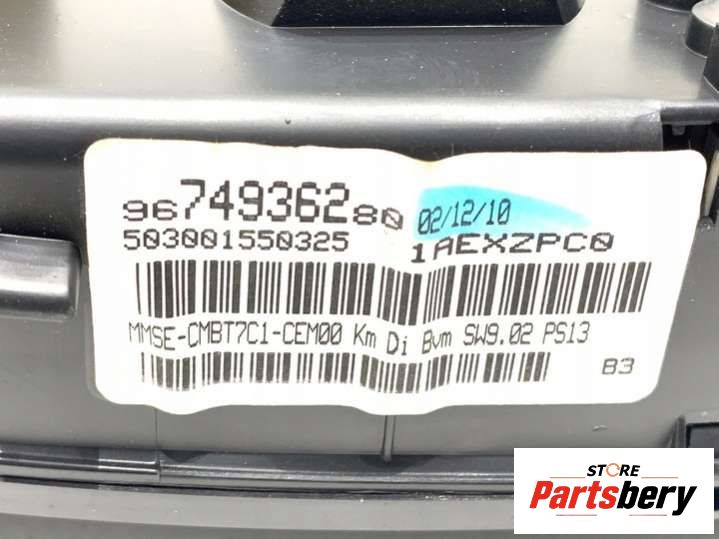 9674936280 02/12/10
503001550325 1AEXZPC0
MMSE-CMBT7C1-CEM00 Km Di Bvm SW9.02 PS13
B3
STORE
Partsbery